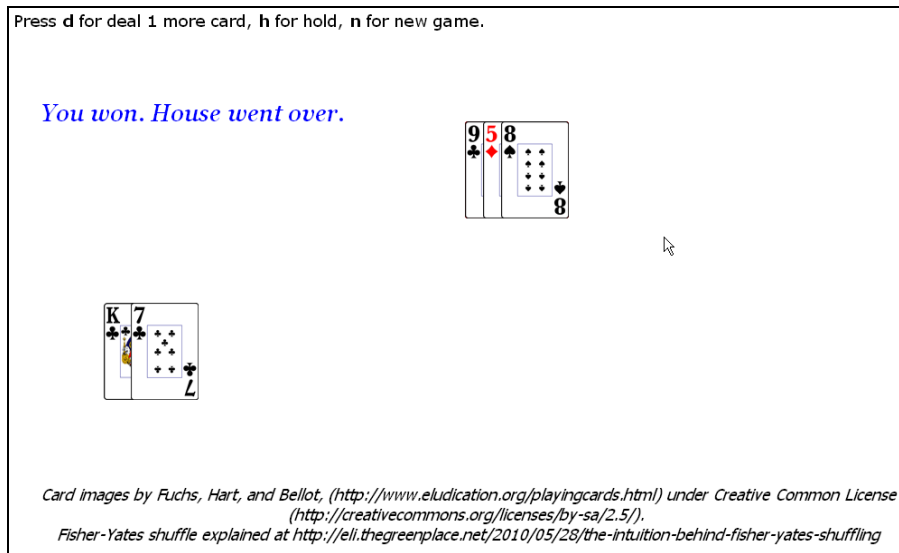 Press d for deal 1 more card, h for hold, n for new game.
You won. House went over.
9 5 8
8
K 7
7
Card images by Fuchs, Hart, and Bellot, (http://www.eludication.org/playingcards.html) under Creative Common License
(http://creativecommons.org/licenses/by-sa/2.5/).
Fisher-Yates shuffle explained at http://eli.thegreenplace.net/2010/05/28/the-intuition-behind-fisher-yates-shuffling